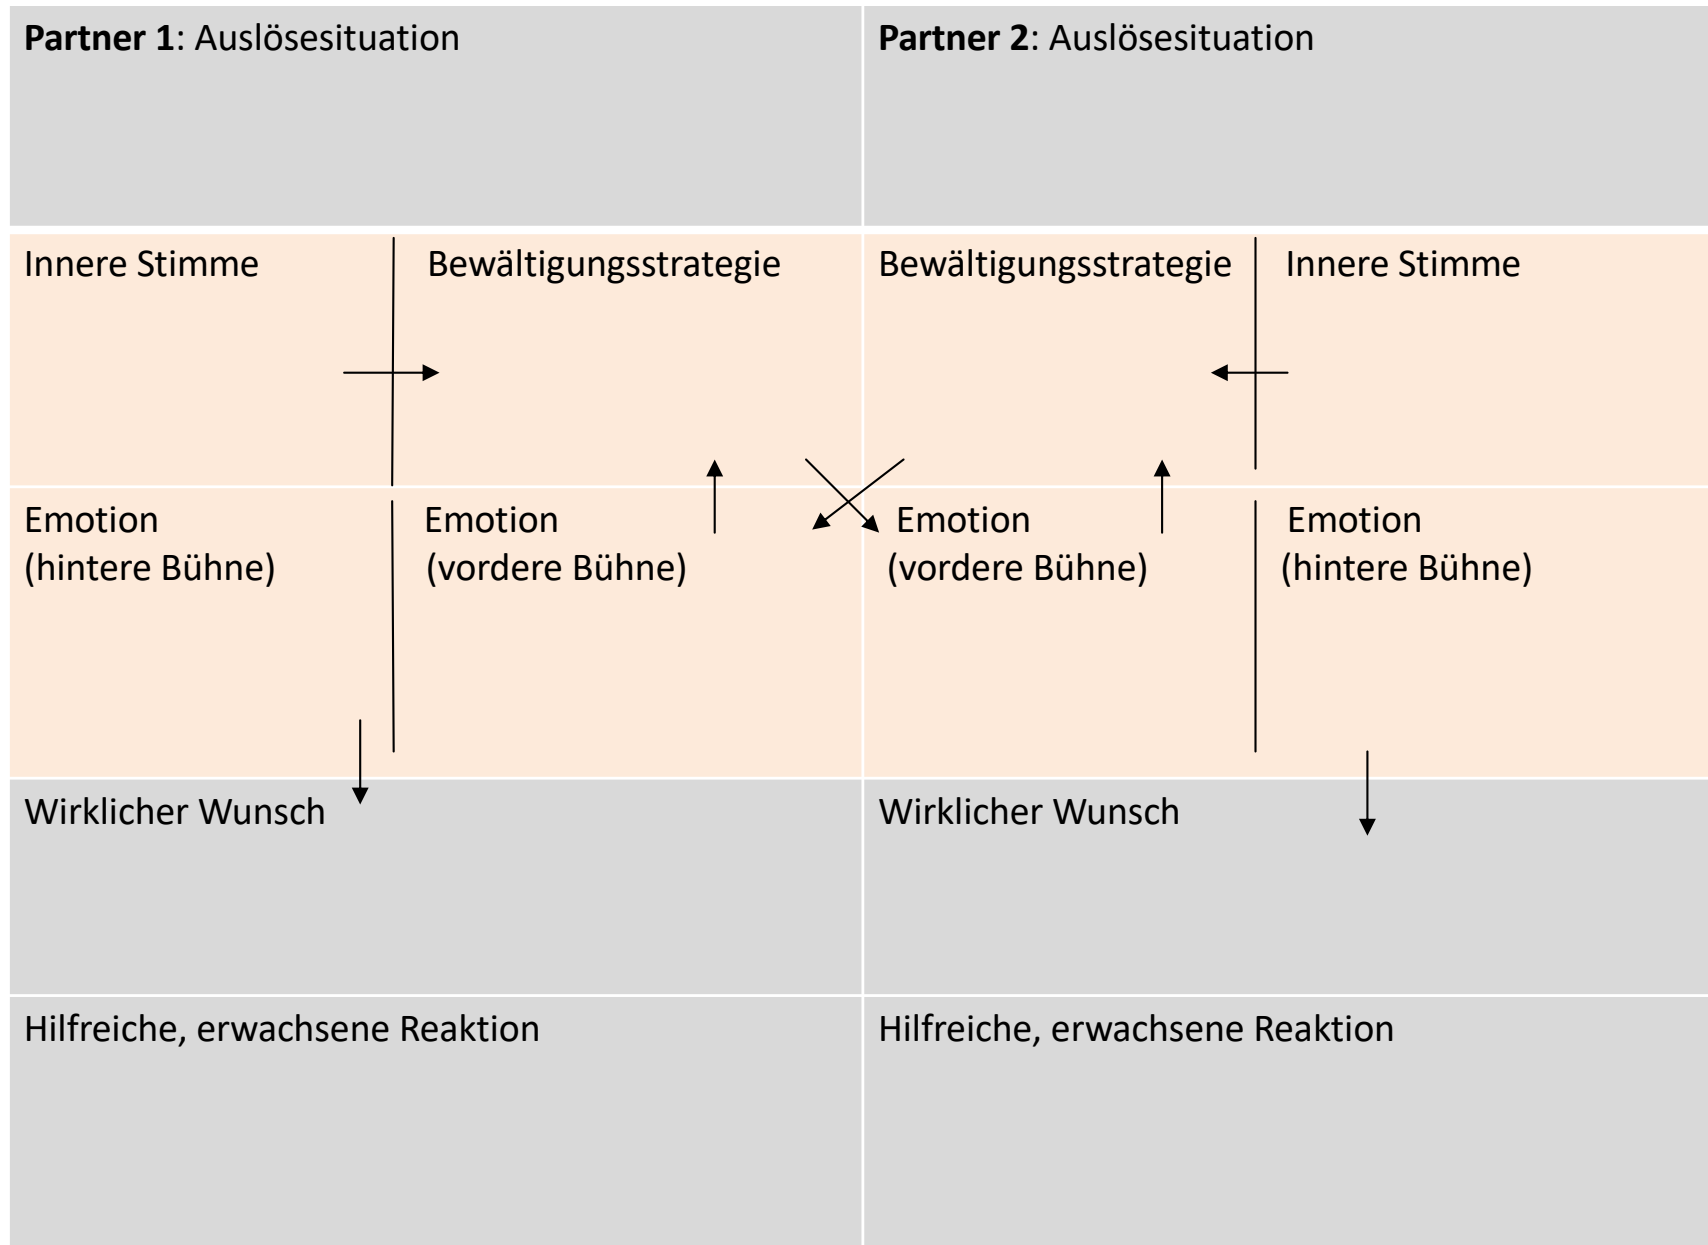 Partner 1: Auslösesituation
Partner 2: Auslösesituation
Innere Stimme
Bewältigungsstrategie
Bewältigungsstrategie
Innere Stimme
Emotion
(hintere Bühne)
Emotion
(vordere Bühne)
Emotion
(vordere Bühne)
Emotion
(hintere Bühne)
Wirklicher Wunsch
Wirklicher Wunsch
Hilfreiche, erwachsene Reaktion
Hilfreiche, erwachsene Reaktion